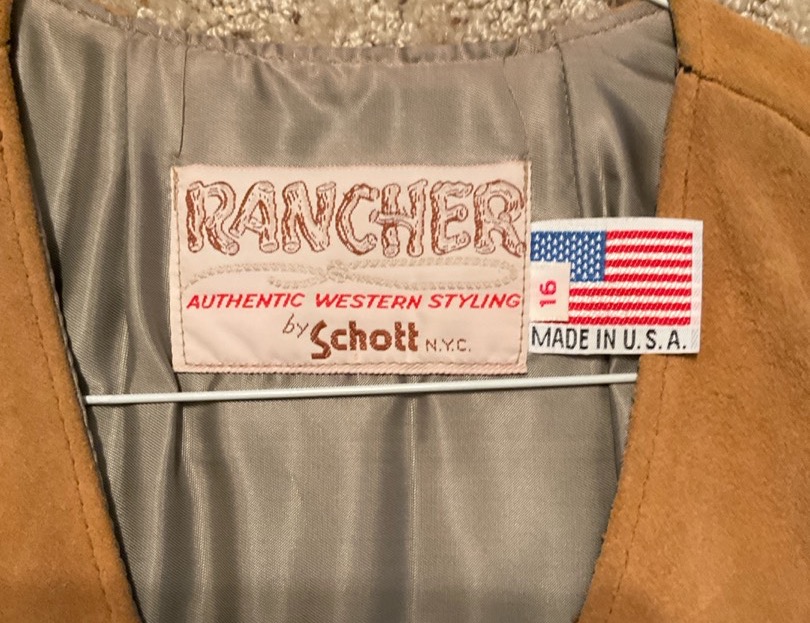 RANCHER
AUTHENTIC WESTERN STYLING
by Schott N.Y.C.
16
MADE IN U.S.A.